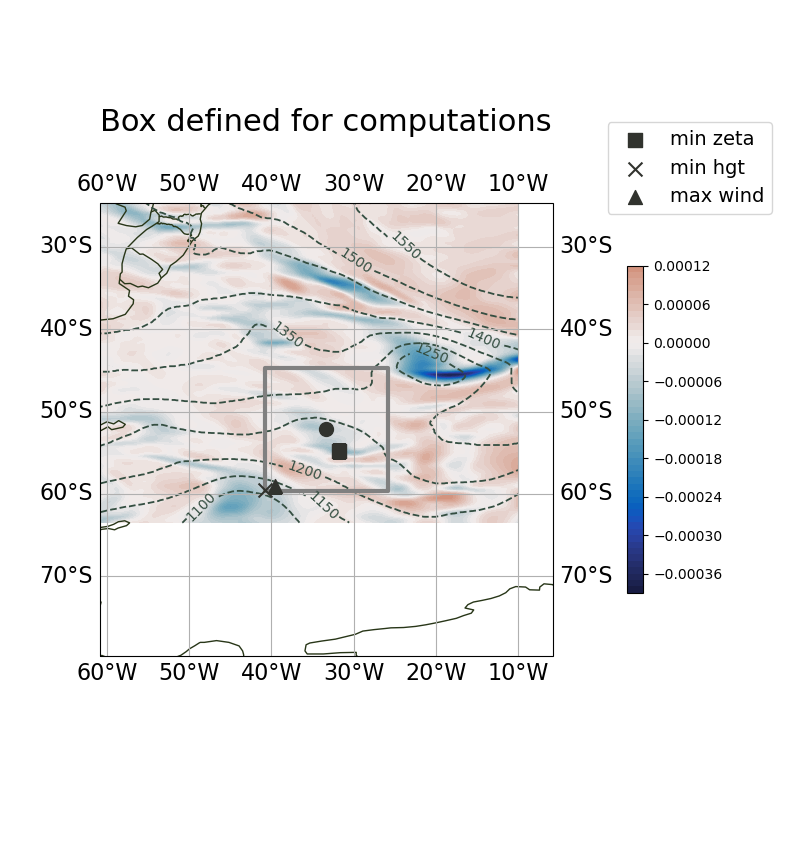 Box defined for computations
min zeta
min hgt
max wind
60°W 50°W 40°W 30°W 20°W 10°W
30°S 30°S
40°S 40°S
50°S 50°S
60°S 60°S
70°S 70°S
60°W 50°W 40°W 30°W 20°W 10°W
1550
1500
1400
1350
1250
1200
1150
1100
0.00012
0.00006
0.00000
−0.00006
−0.00012
−0.00018
−0.00024
−0.00030
−0.00036